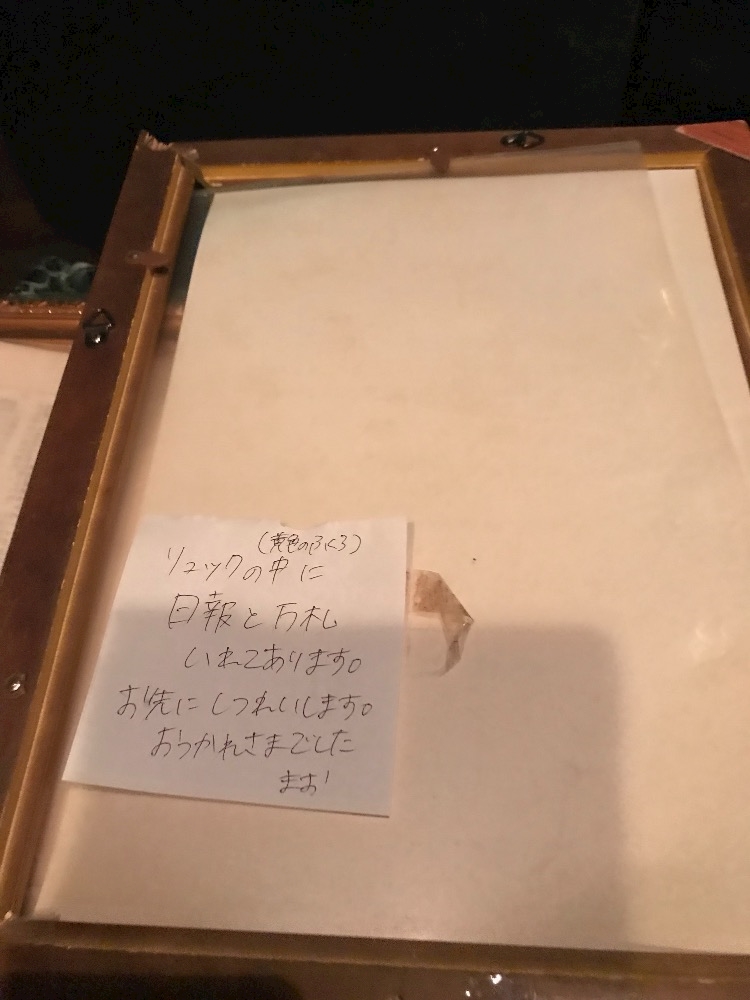 (黄色のふくろ)
リュックの中に
日報と万札
いれてあります。
お先にしつれいします。
おつかれさまでした
まお